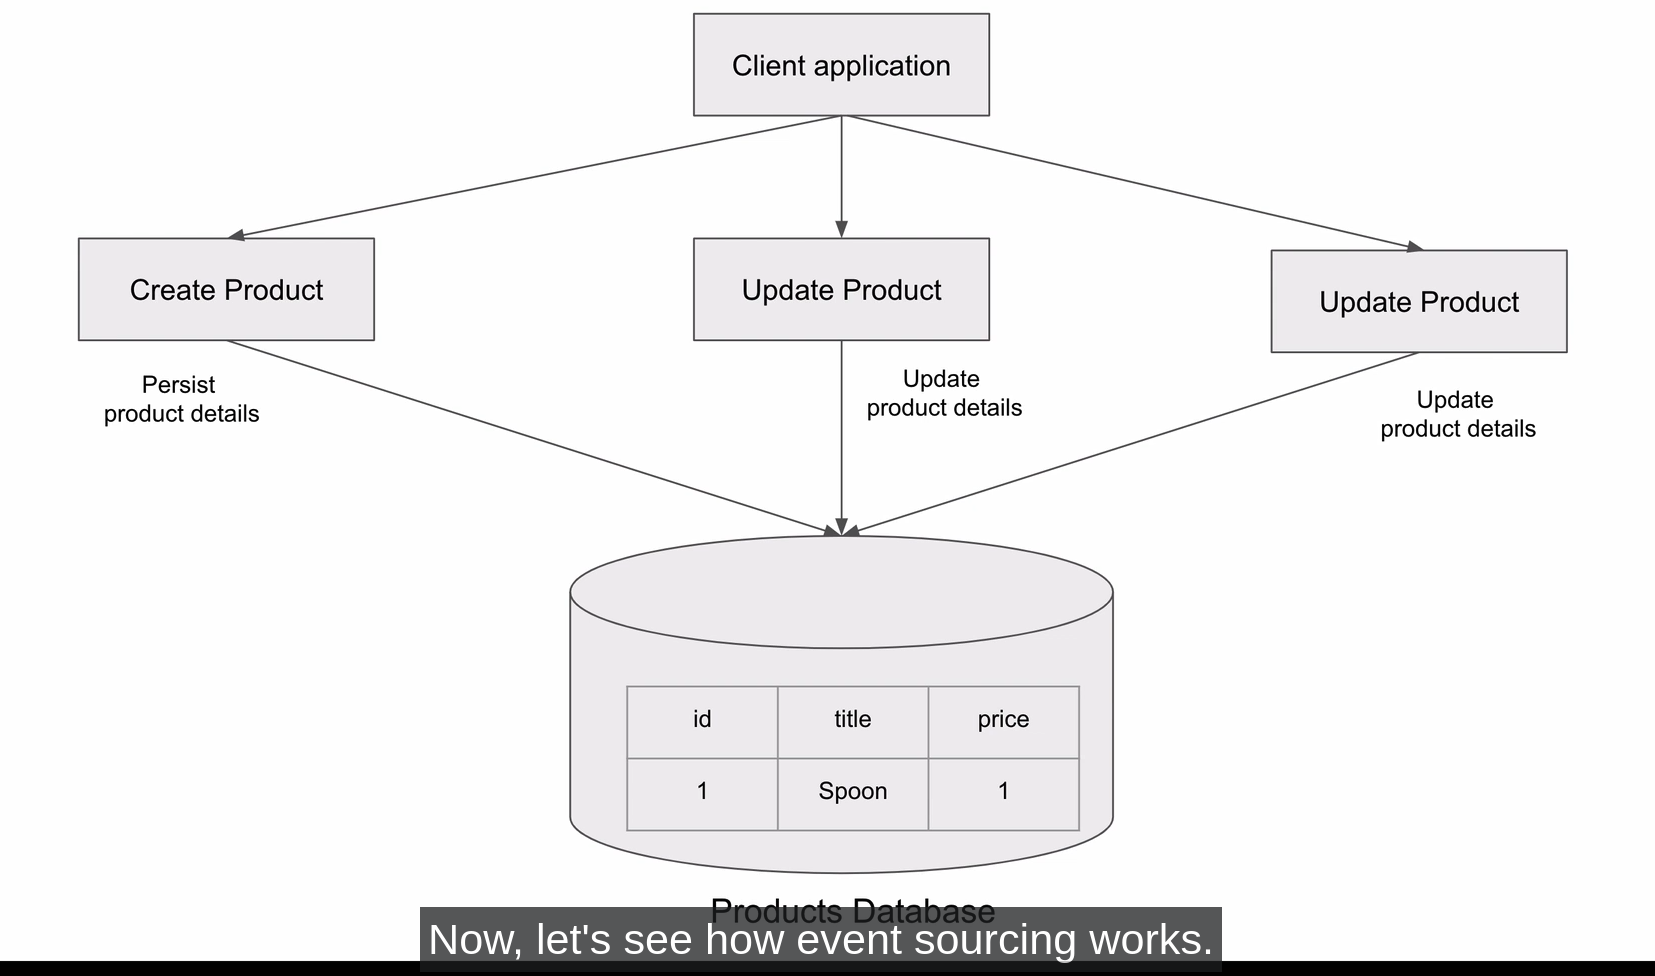 Client application
Create Product
Update Product
Update Product
Persist
product details
Update
product details
Update
product details
id title price
1 Spoon 1
Products Database
Now, let's see how event sourcing works.